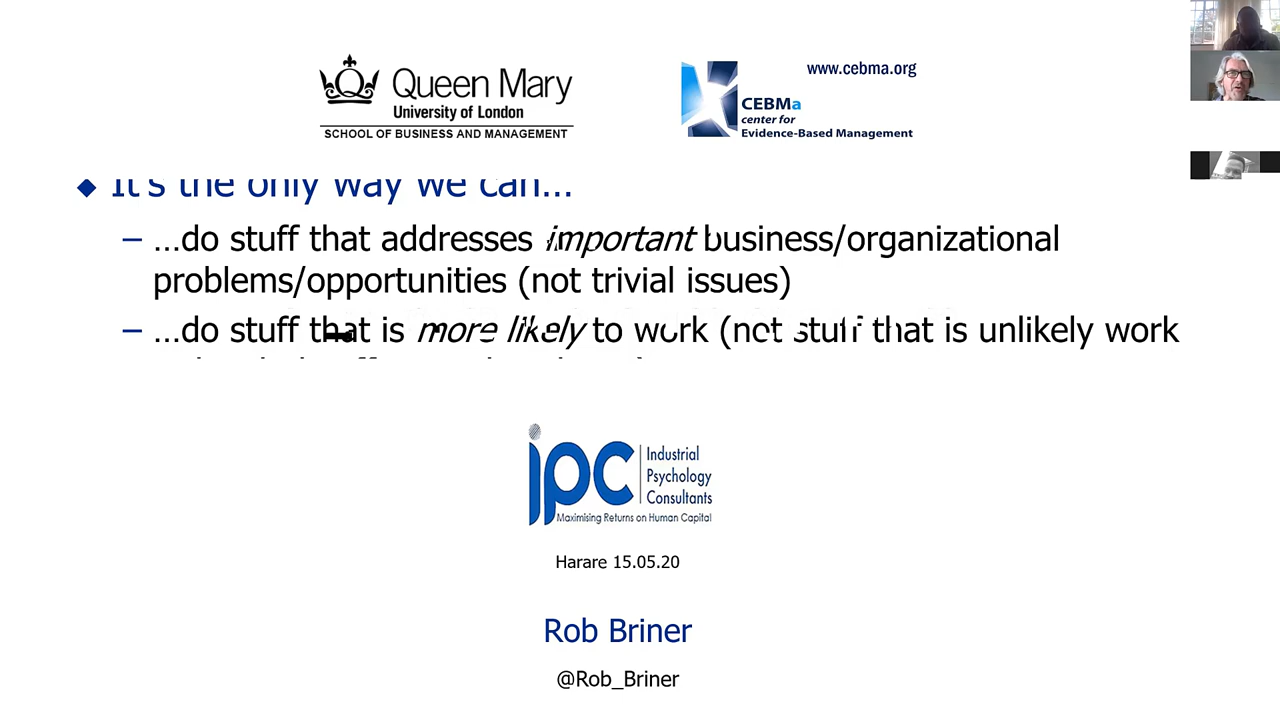 Queen Mary
University of London
SCHOOL OF BUSINESS AND MANAGEMENT
www.cebma.org
CEBMa
center for
Evidence-Based Management
It's the only way we can...
– ...do stuff that addresses important business/organizational
problems/opportunities (not trivial issues)
– ...do stuff that is more likely to work (not stuff that is unlikely work
ipc
Industrial
Psychology
Consultants
Maximising Returns on Human Capital
Harare 15.05.20
Rob Briner
@Rob_Briner